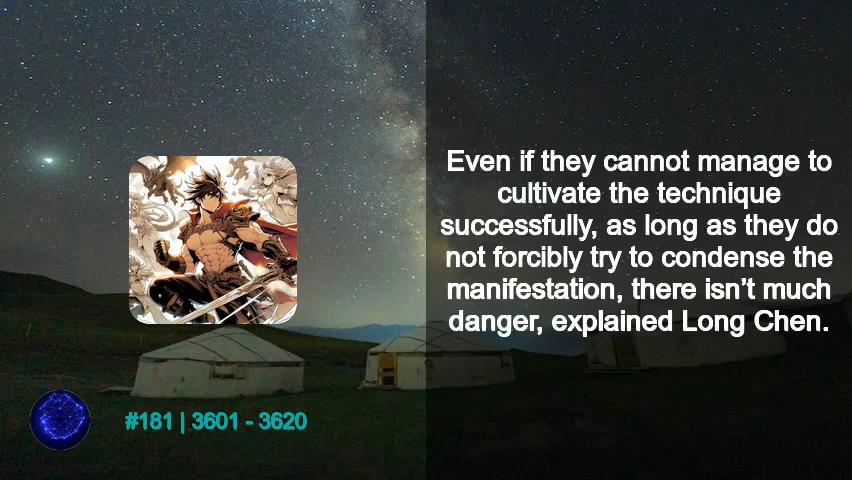 Even if they cannot manage to
cultivate the technique
successfully, as long as they do
not forcibly try to condense the
manifestation, there isn't much
danger, explained Long Chen.
#181 | 3601 - 3620